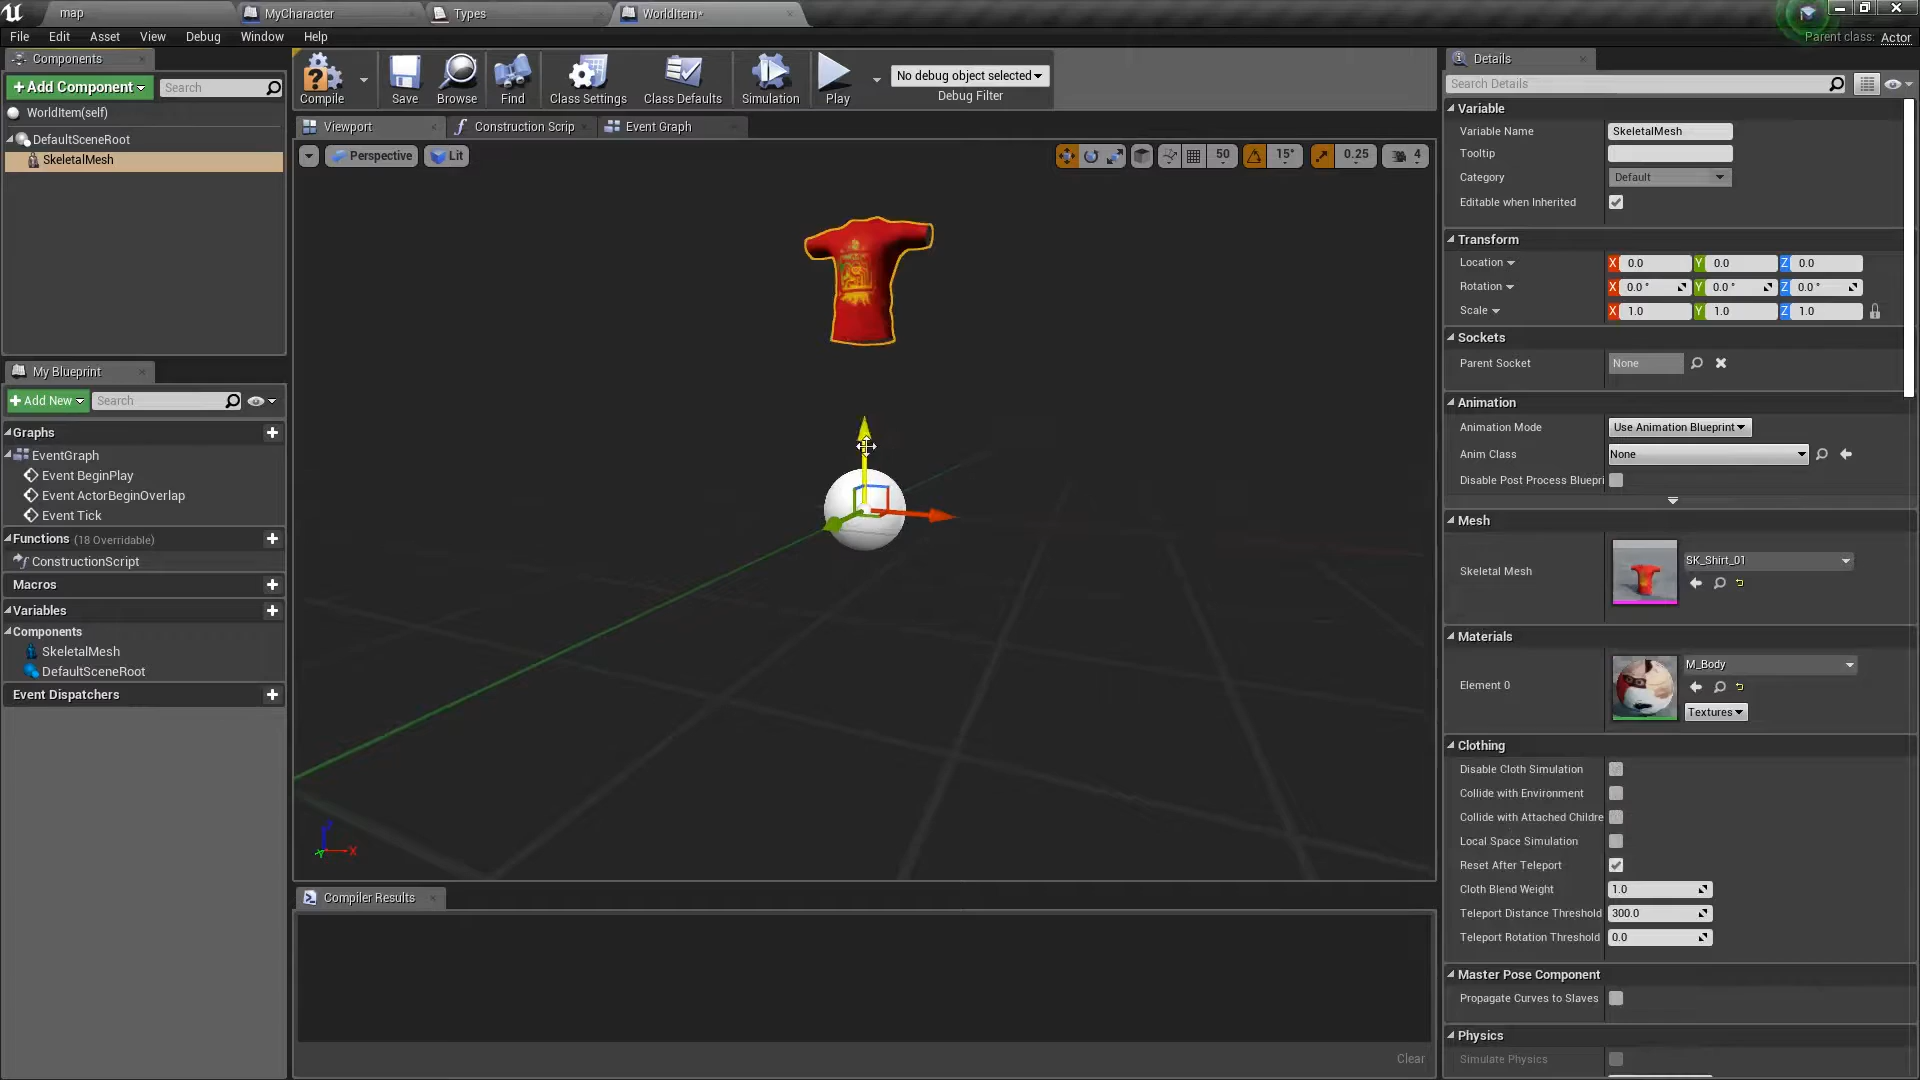 map
MyCharacter
Types
WorldItem*
File Edit Asset View Debug Window Help
Parent class: Actor
Components
+Add Component
Search
WorldItem(self)
DefaultSceneRoot
SkeletalMesh
My Blueprint
+Add New
Search
Graphs
EventGraph
Event BeginPlay
Event ActorBeginOverlap
Event Tick
Functions (18 Overridable)
ConstructionScript
Macros
Variables
Components
SkeletalMesh
DefaultSceneRoot
Event Dispatchers
Compile
Save
Browse
Find
Class Settings
Class Defaults
Simulation
Play
No debug object selected
Debug Filter
Viewport
Construction Scrip
Event Graph
Perspective
Lit
50
15°
0.25
4
X
Compiler Results
Clear
Details
Search Details
Variable
Variable Name SkeletalMesh
Tooltip
Category Default
Editable when Inherited
Transform
Location X 0.0 Y 0.0 Z 0.0
Rotation X 0.0 ° Y 0.0 ° Z 0.0 °
Scale X 1.0 Y 1.0 Z 1.0
Sockets
Parent Socket None
Animation
Animation Mode Use Animation Blueprint
Anim Class None
Disable Post Process Bluepri
Mesh
Skeletal Mesh SK_Shirt_01
Materials
Element 0 M_Body
Textures
Clothing
Disable Cloth Simulation
Collide with Environment
Collide with Attached Childre
Local Space Simulation
Reset After Teleport
Cloth Blend Weight 1.0
Teleport Distance Threshold 300.0
Teleport Rotation Threshold 0.0
Master Pose Component
Propagate Curves to Slaves
Physics
Simulate Physics